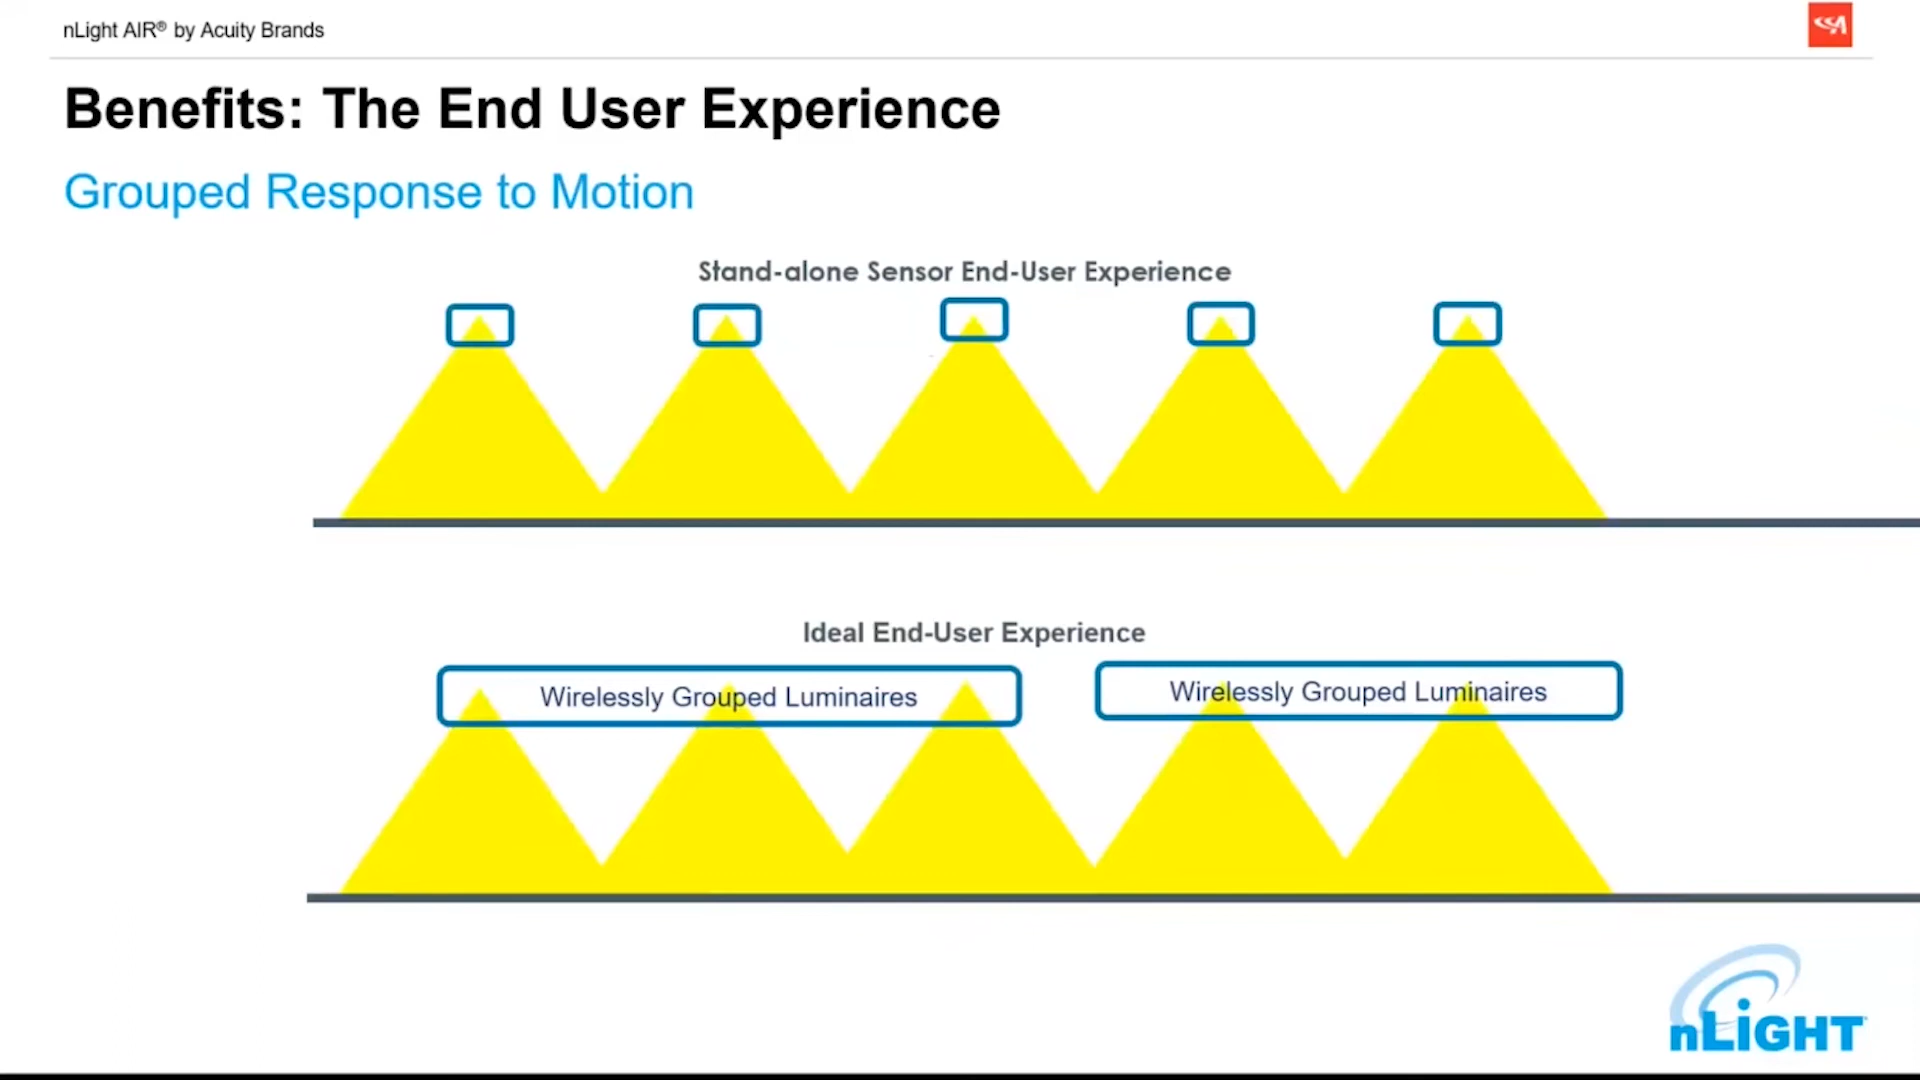 nLight AIR® by Acuity Brands
Benefits: The End User Experience
Grouped Response to Motion
Stand-alone Sensor End-User Experience
Ideal End-User Experience
Wirelessly Grouped Luminaires
Wirelessly Grouped Luminaires
nLiGHT